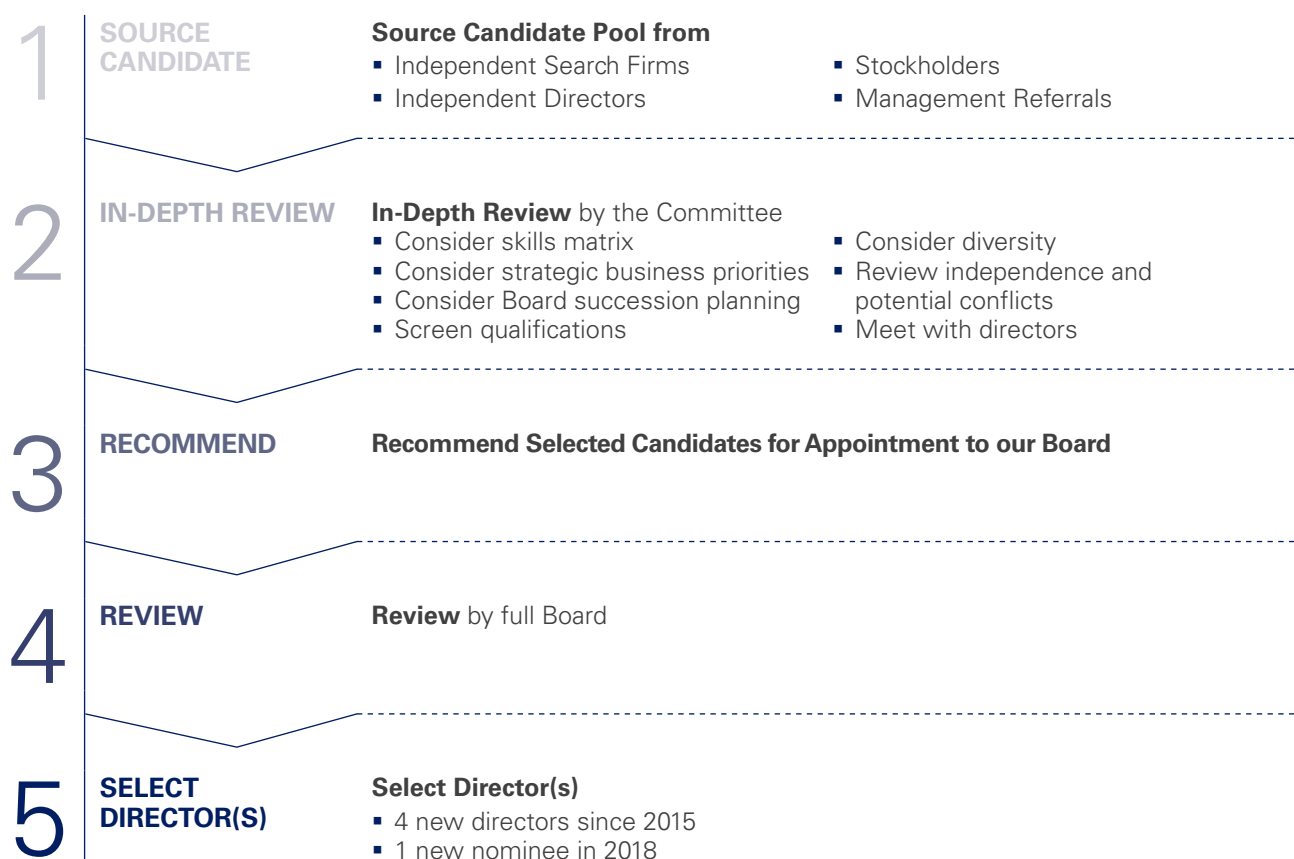 1
SOURCE
CANDIDATE
Source Candidate Pool from
▪ Independent Search Firms
▪ Independent Directors
▪ Stockholders
▪ Management Referrals
2
IN-DEPTH REVIEW
In-Depth Review by the Committee
▪ Consider skills matrix
▪ Consider strategic business priorities
▪ Consider Board succession planning
▪ Screen qualifications
▪ Consider diversity
▪ Review independence and
potential conflicts
▪ Meet with directors
3
RECOMMEND
Recommend Selected Candidates for Appointment to our Board
4
REVIEW
Review by full Board
5
SELECT
DIRECTOR(S)
Select Director(s)
▪ 4 new directors since 2015
▪ 1 new nominee in 2018